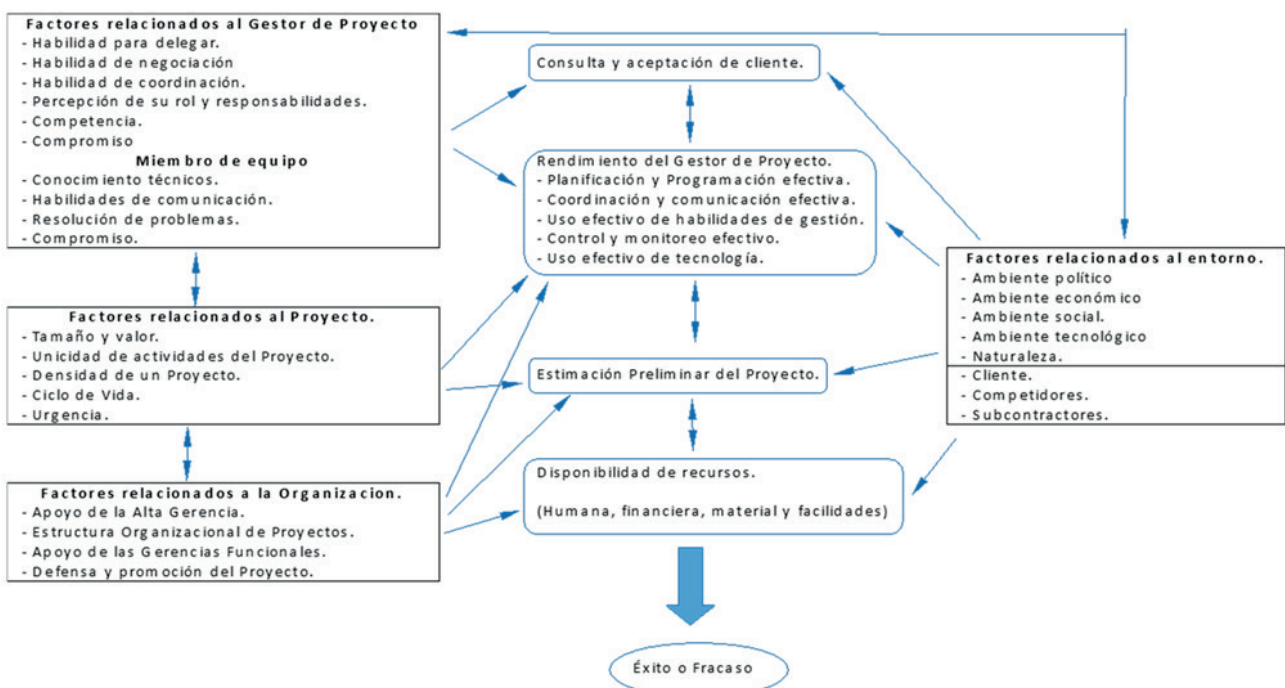 Factores relacionados al Gestor de Proyecto
- Habilidad para delegar.
- Habilidad de negociación
- Habilidad de coordinación.
- Percepción de su rol y responsabilidades.
- Competencia.
- Compromiso
Miembro de equipo
- Conocimiento técnicos.
- Habilidades de comunicación.
- Resolución de problemas.
- Compromiso.
Factores relacionados al Proyecto.
- Tamaño y valor.
- Unicidad de actividades del Proyecto.
- Densidad de un Proyecto.
- Ciclo de Vida.
- Urgencia.
Factores relacionados a la Organizacion.
- Apoyo de la Alta Gerencia.
- Estructura Organizacional de Proyectos.
- Apoyo de las Gerencias Funcionales.
- Defensa y promoción del Proyecto.
Consulta y aceptación de cliente.
Rendimiento del Gestor de Proyecto.
- Planificación y Programación efectiva.
- Coordinación y comunicación efectiva.
- Uso efectivo de habilidades de gestión.
- Control y monitoreo efectivo.
- Uso efectivo de tecnología.
Estimación Preliminar del Proyecto.
Disponibilidad de recursos.
(Humana, financiera, material y facilidades)
Éxito o Fracaso
Factores relacionados al entorno.
- Ambiente político
- Ambiente económico
- Ambiente social.
- Ambiente tecnológico
- Naturaleza.
- Cliente.
- Competidores.
- Subcontractores.